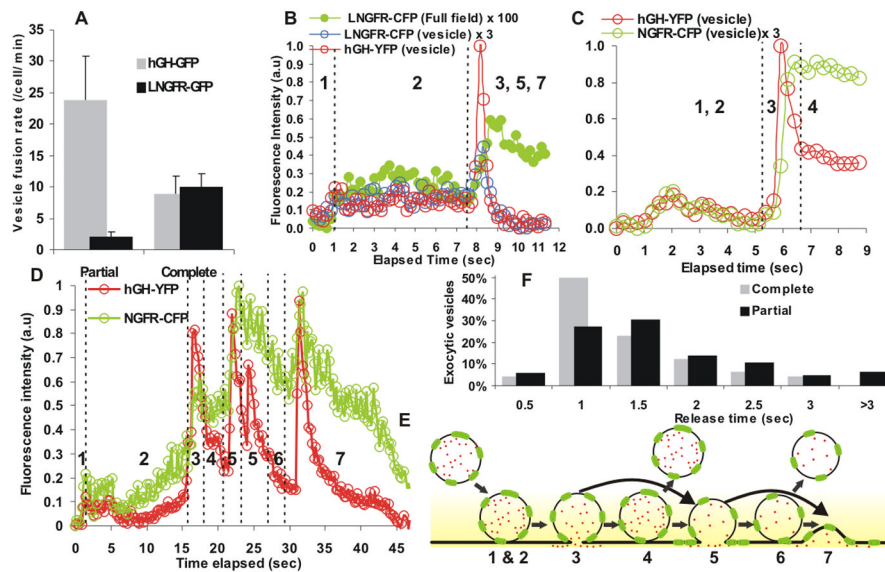 A
hGH-GFP
LNGFR-GFP
Vesicle fusion rate (/cell/ min)
35
30
25
20
15
10
5
0
Partial
Complete
B
LNGFR-CFP (Full field) x 100
LNGFR-CFP (vesicle) x 3
hGH-YFP (vesicle)
Fluorescence Intensity (a.u)
1.0
0.9
0.8
0.7
0.6
0.5
0.4
0.3
0.2
0.1
0.0
1
2
3, 5, 7
0 1 2 3 4 5 6 7 8 9 10 11 12
Elapsed Time (sec)
C
hGH-YFP (vesicle)
NGFR-CFP (vesicle)x 3
1.0
0.8
0.6
0.4
0.2
0.0
1, 2
3
4
0 1 2 3 4 5 6 7 8 9
Elapsed time (sec)
D
hGH-YFP
NGFR-CFP
Fluorescence intensity (a.u)
1
0.9
0.8
0.7
0.6
0.5
0.4
0.3
0.2
0.1
0
1
2
3
4
5
5
6
7
0 5 10 15 20 25 30 35 40 45
Time elapsed (sec)
F
Complete
Partial
Exocytic vesicles
50%
40%
30%
20%
10%
0%
0.5 1 1.5 2 2.5 3 >3
Release time (sec)
E
1 & 2 3 4 5 6 7